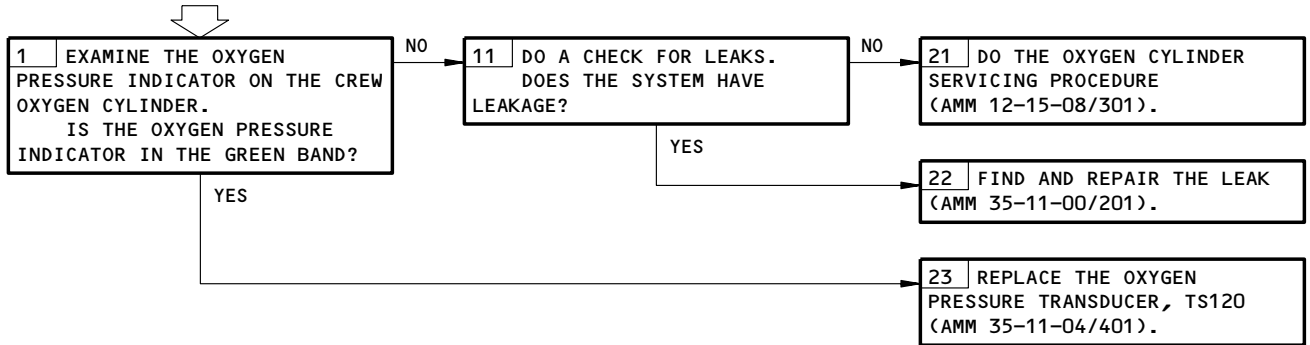 1 EXAMINE THE OXYGEN
PRESSURE INDICATOR ON THE CREW
OXYGEN CYLINDER.
IS THE OXYGEN PRESSURE
INDICATOR IN THE GREEN BAND?
NO
YES
11 DO A CHECK FOR LEAKS.
DOES THE SYSTEM HAVE
LEAKAGE?
NO
YES
21 DO THE OXYGEN CYLINDER
SERVICING PROCEDURE
(AMM 12-15-08/301).
22 FIND AND REPAIR THE LEAK
(AMM 35-11-00/201).
23 REPLACE THE OXYGEN
PRESSURE TRANSDUCER, TS120
(AMM 35-11-04/401).